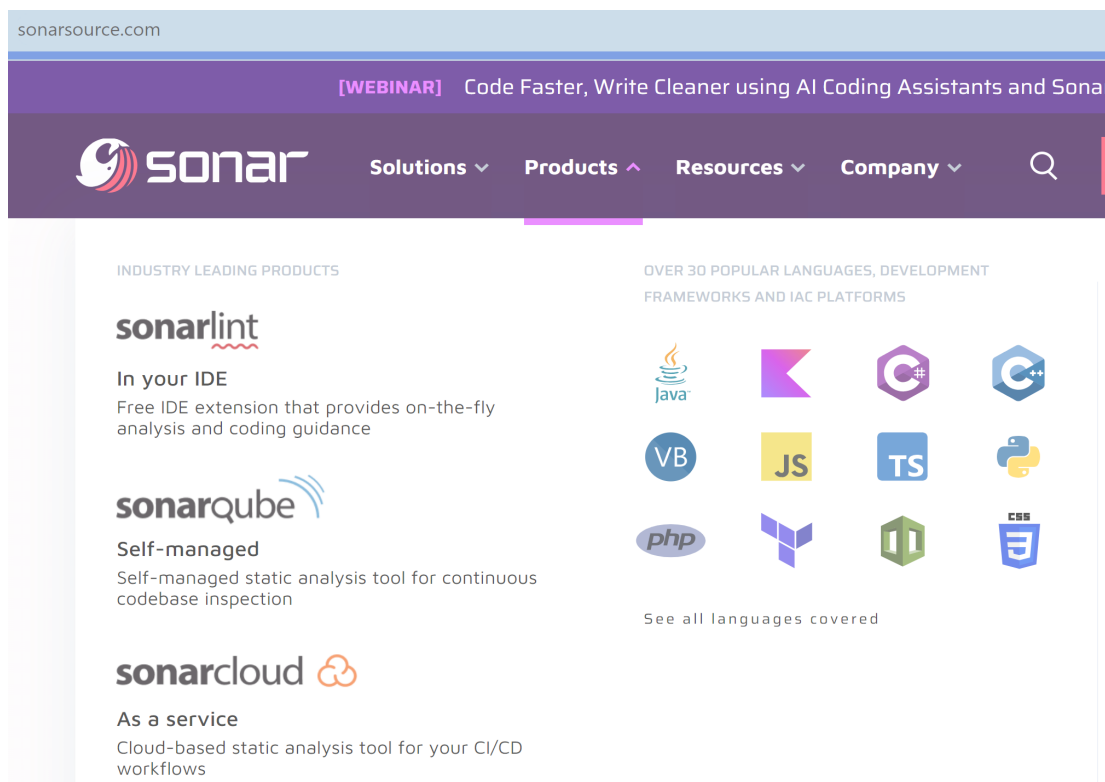 sonarsource.com
[WEBINAR] Code Faster, Write Cleaner using AI Coding Assistants and Sona
sonar
Solutions
Products
Resources
Company
INDUSTRY LEADING PRODUCTS
sonarlint
In your IDE
Free IDE extension that provides on-the-fly
analysis and coding guidance
sonarqube
Self-managed
Self-managed static analysis tool for continuous
codebase inspection
sonarcloud
As a service
Cloud-based static analysis tool for your CI/CD
workflows
OVER 30 POPULAR LANGUAGES, DEVELOPMENT
FRAMEWORKS AND IAC PLATFORMS
Java
C#
C++
VB
JS
TS
php
CSS
3
See all languages covered